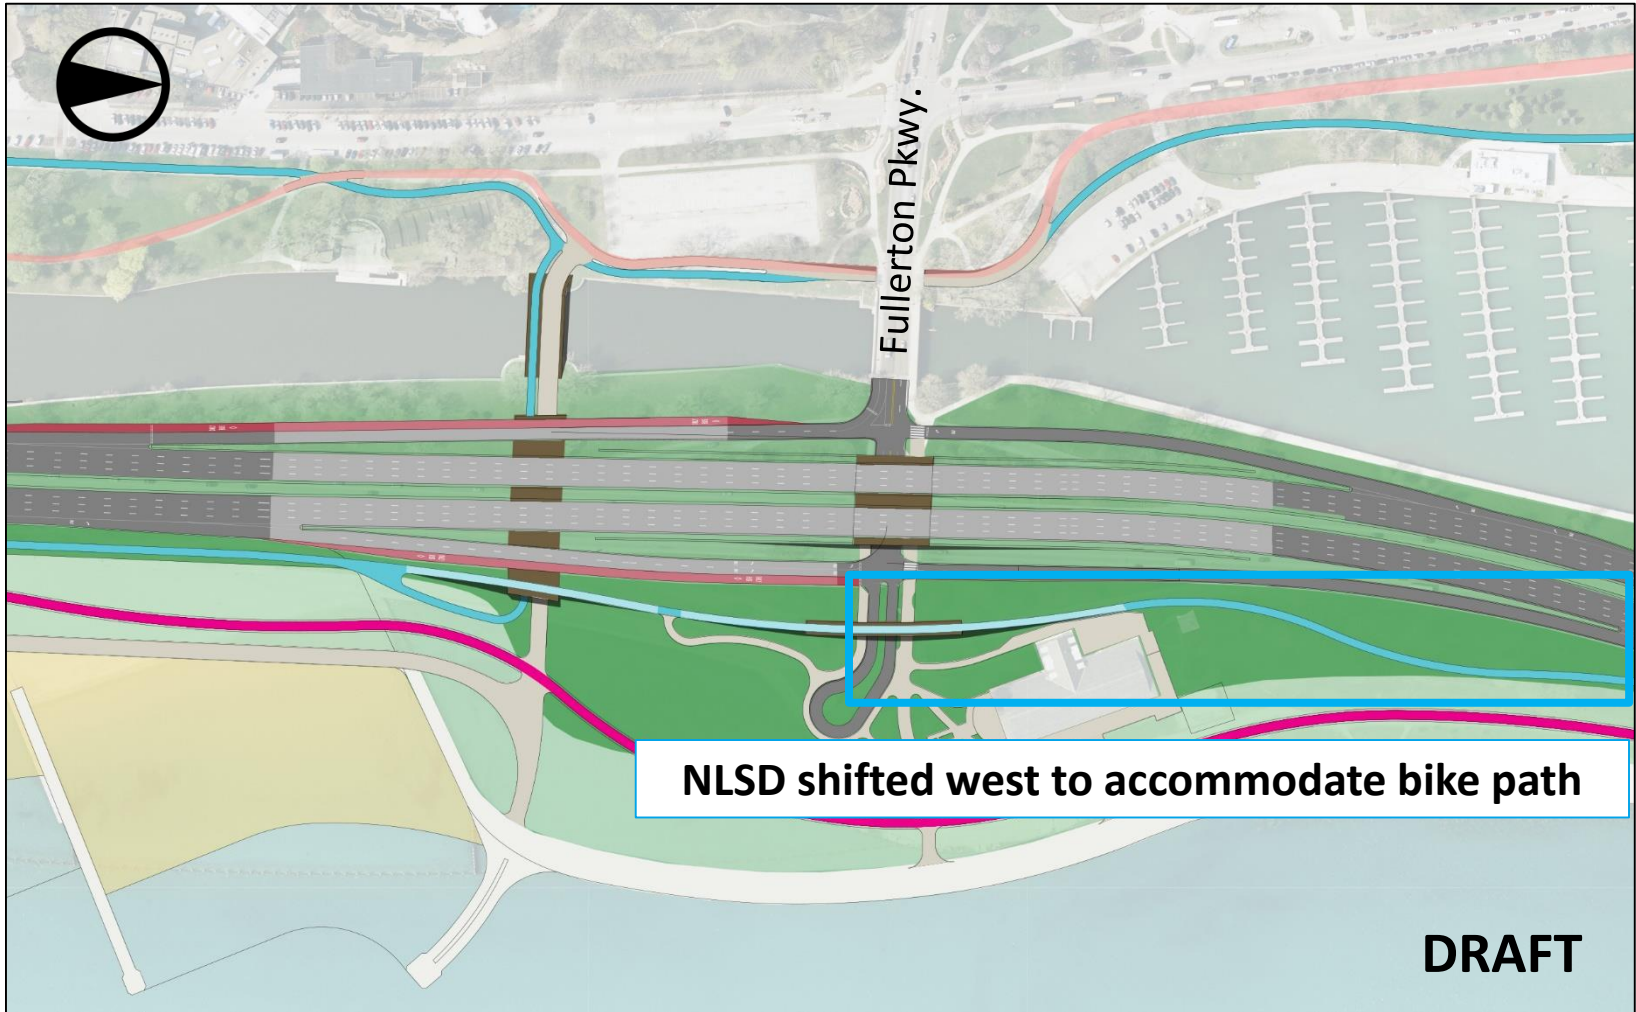 Fullerton Pkwy.
NLSD shifted west to accommodate bike path
DRAFT